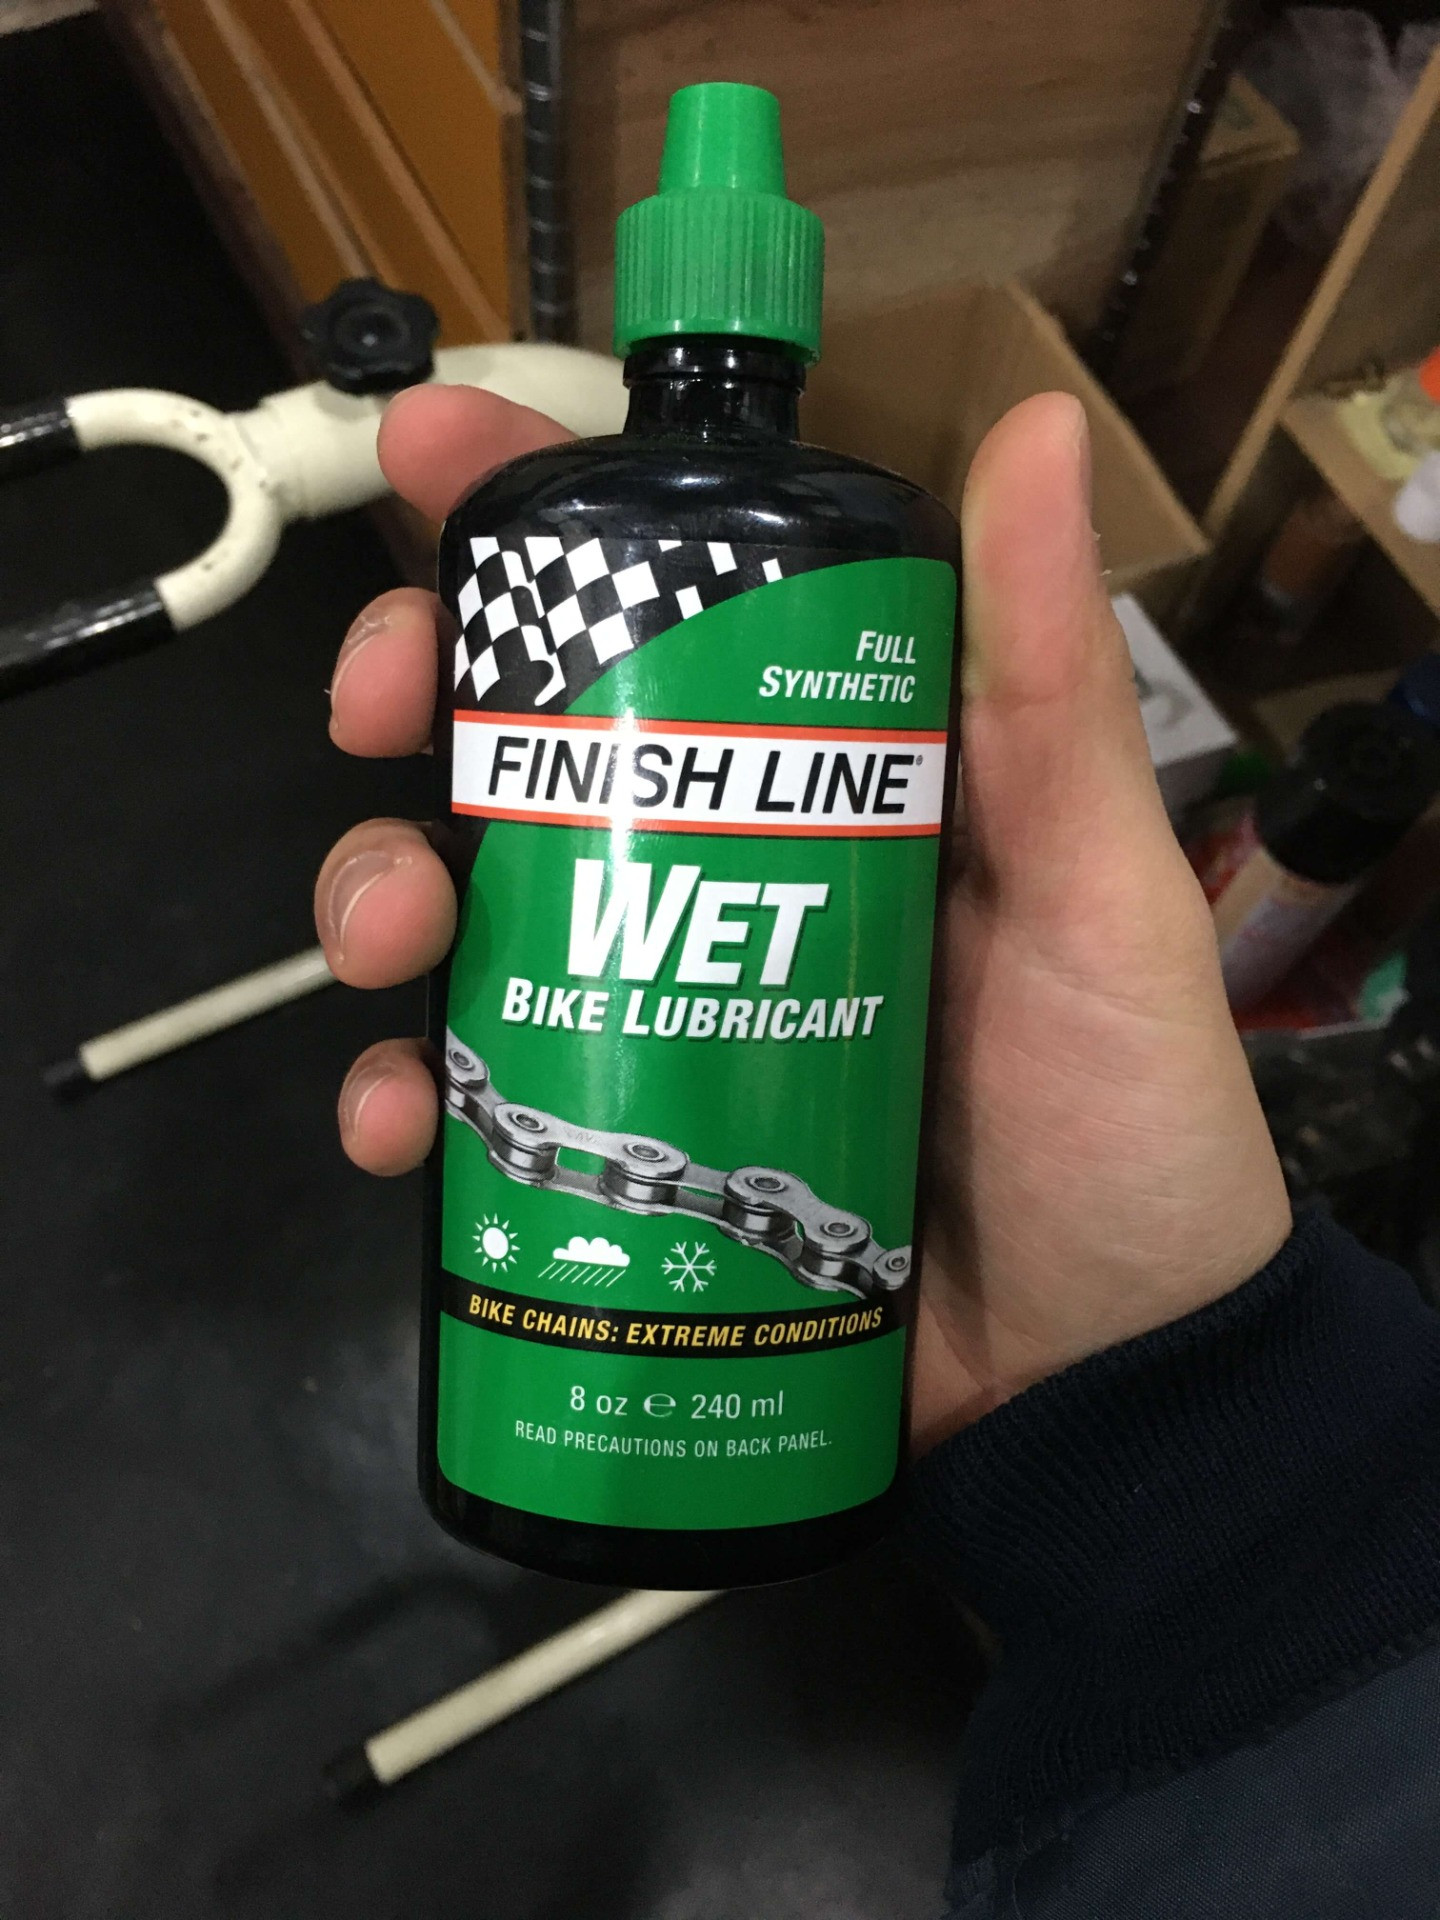 FULL
SYNTHETIC
FINISH LINE®
WET
BIKE LUBRICANT
BIKE CHAINS: EXTREME CONDITIONS
8 oz ℮ 240 ml
READ PRECAUTIONS ON BACK PANEL.